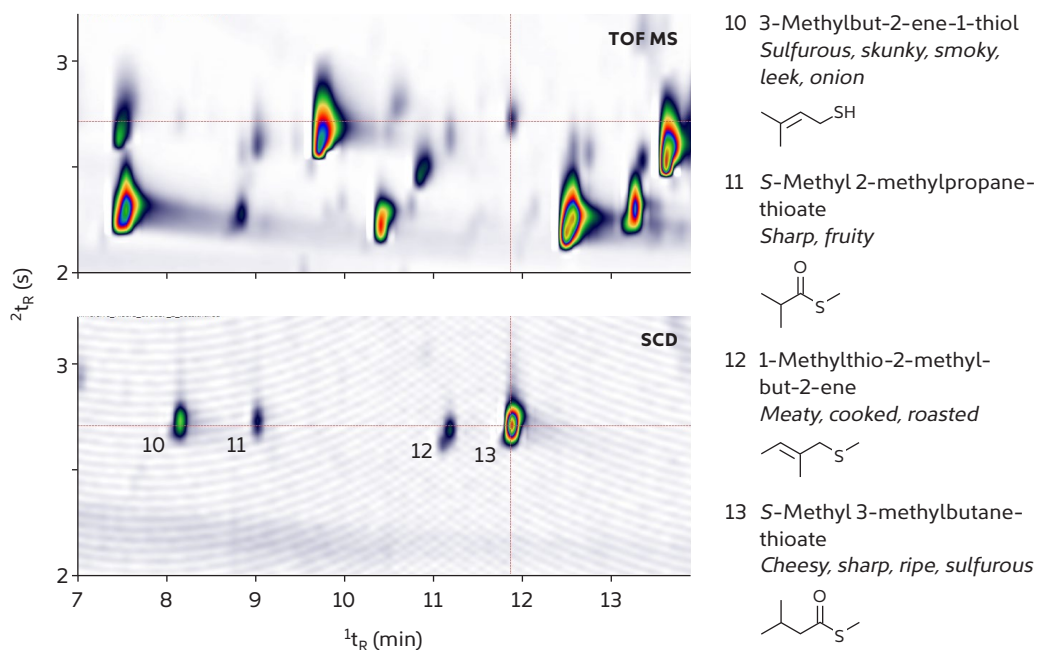 TOF MS
3
2
²tR (s)
SCD
3
10
11
12
13
2
7
8
9
10
11
12
13
¹tR (min)
10 3-Methylbut-2-ene-1-thiol
Sulfurous, skunky, smoky,
leek, onion
SH
11 S-Methyl 2-methylpropane-
thioate
Sharp, fruity
O
S
12 1-Methylthio-2-methyl-
but-2-ene
Meaty, cooked, roasted
S
13 S-Methyl 3-methylbutane-
thioate
Cheesy, sharp, ripe, sulfurous
O
S